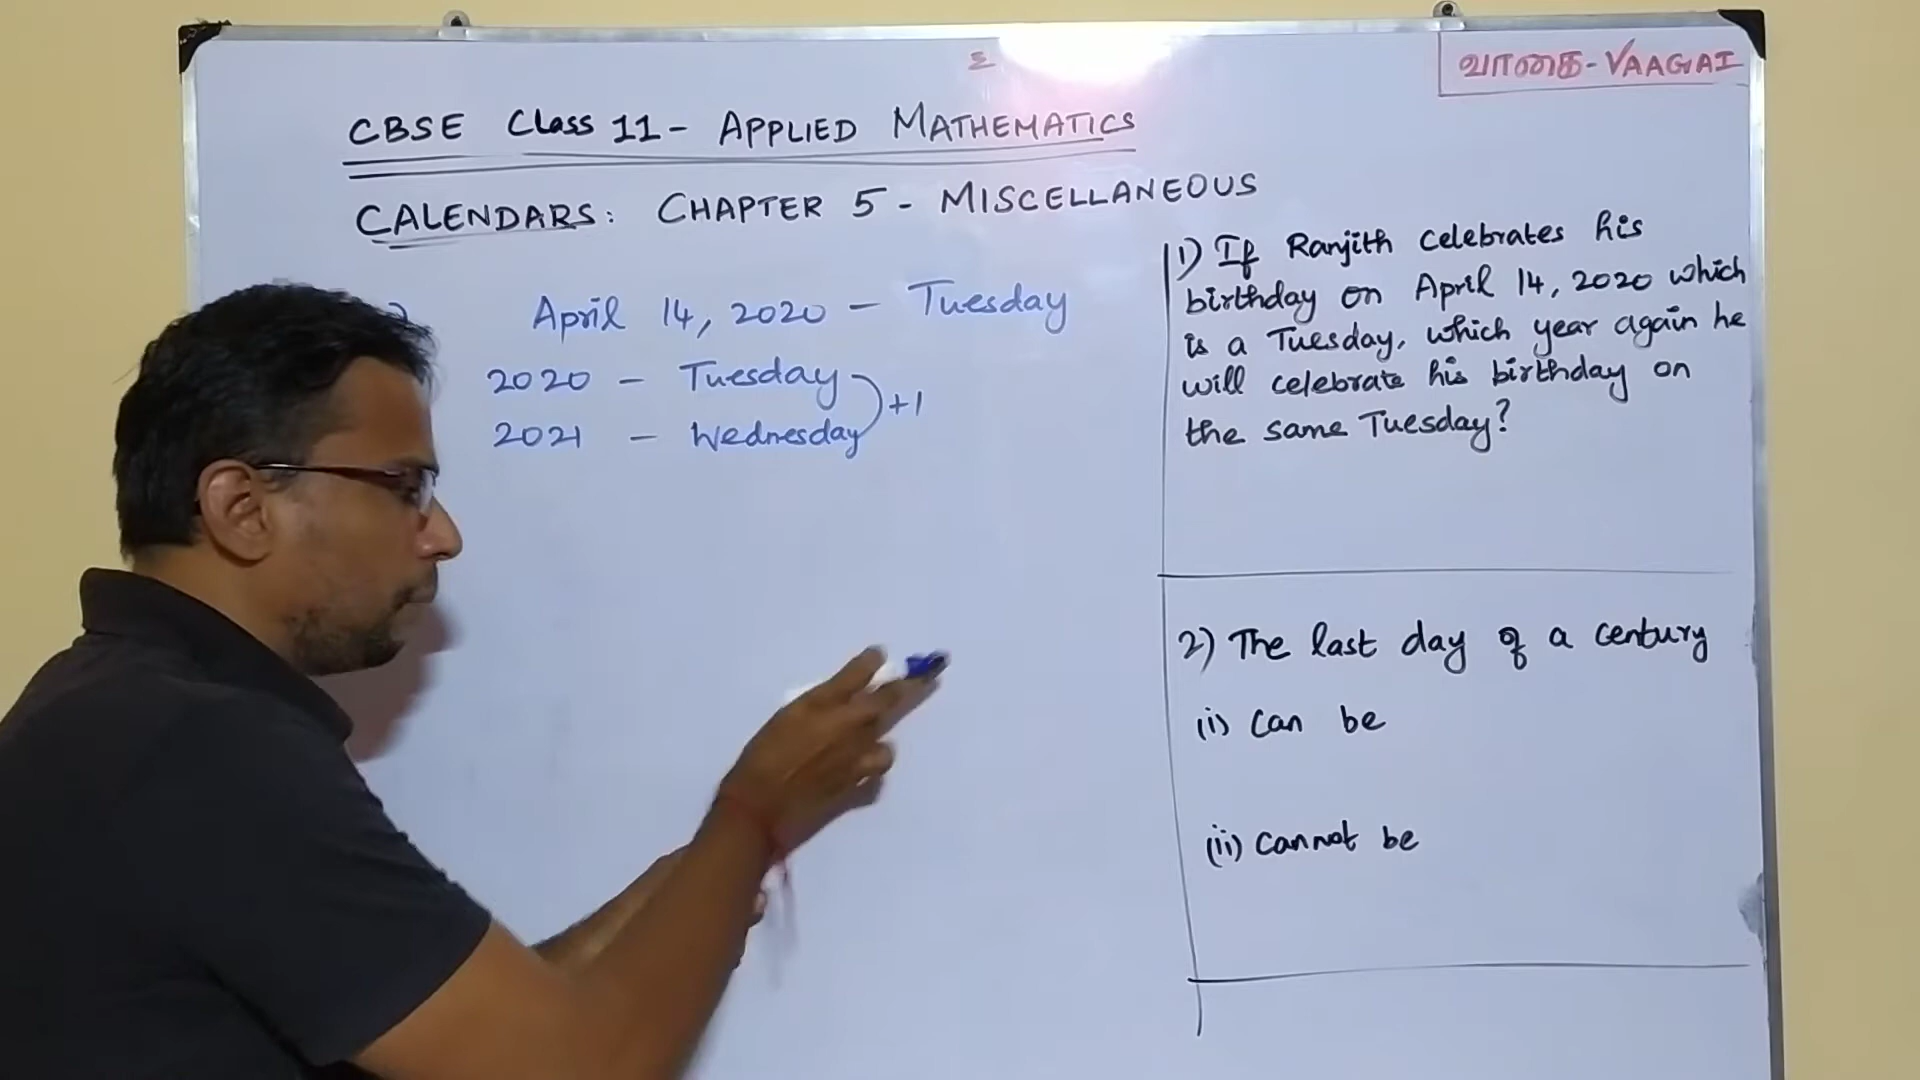 Σ
வாகை-VAAGAI
CBSE Class 11 - APPLIED MATHEMATICS
CALENDARS: CHAPTER 5 - MISCELLANEOUS
April 14, 2020 - Tuesday
2020 - Tuesday
+1
2021 - Wednesday
1) If Ranjith celebrates his
birthday on April 14, 2020 which
is a Tuesday, which year again he
will celebrate his birthday on
the same Tuesday?
2) The last day of a century
(i) can be
(ii) cannot be